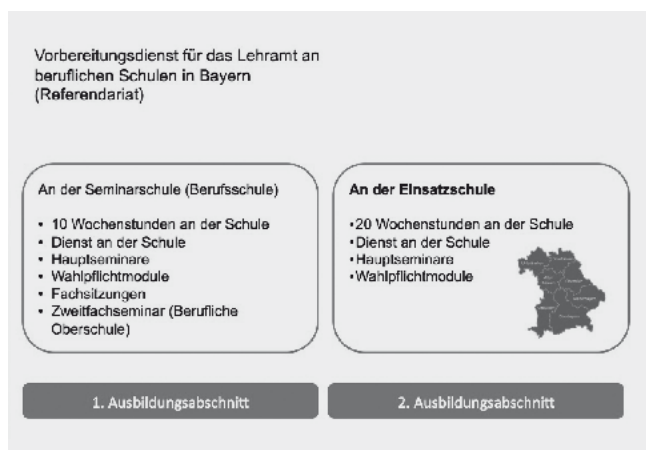 Vorbereitungsdienst für das Lehramt an
beruflichen Schulen in Bayern
(Referendariat)
An der Seminarschule (Berufsschule)
• 10 Wochenstunden an der Schule
• Dienst an der Schule
• Hauptseminare
• Wahlpflichtmodule
• Fachsitzungen
• Zweitfachseminar (Berufliche
Oberschule)
1. Ausbildungsabschnitt
An der Einsatzschule
•20 Wochenstunden an der Schule
•Dienst an der Schule
•Hauptseminare
•Wahlpflichtmodule
2. Ausbildungsabschnitt